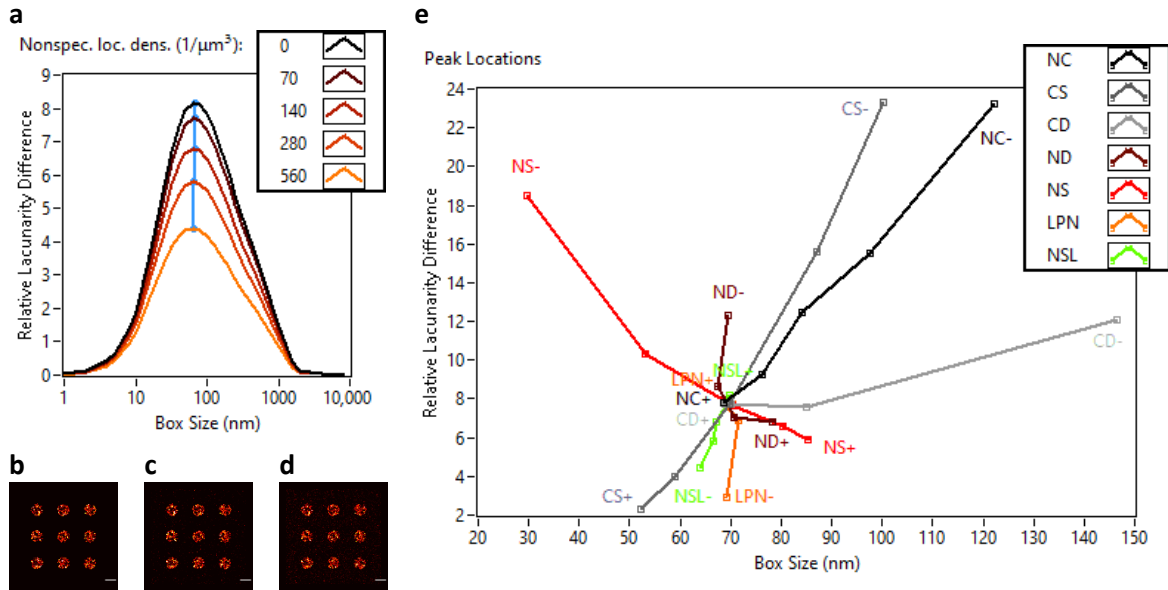 a
Nonspec. loc. dens. (1/μm³):
0
70
140
280
560
Relative Lacunarity Difference
9
8
7
6
5
4
3
2
1
0
1
10
100
1000
10,000
Box Size (nm)
b
c
d
e
Peak Locations
NC
CS
CD
ND
NS
LPN
NSL
Relative Lacunarity Difference
24
22
20
18
16
14
12
10
8
6
4
2
CS-
NC-
NS-
ND-
CD-
LPN+
NSL+
NC+
CD+
ND+
NS+
CS+
NSL-
LPN-
20
30
40
50
60
70
80
90
100
110
120
130
140
150
Box Size (nm)